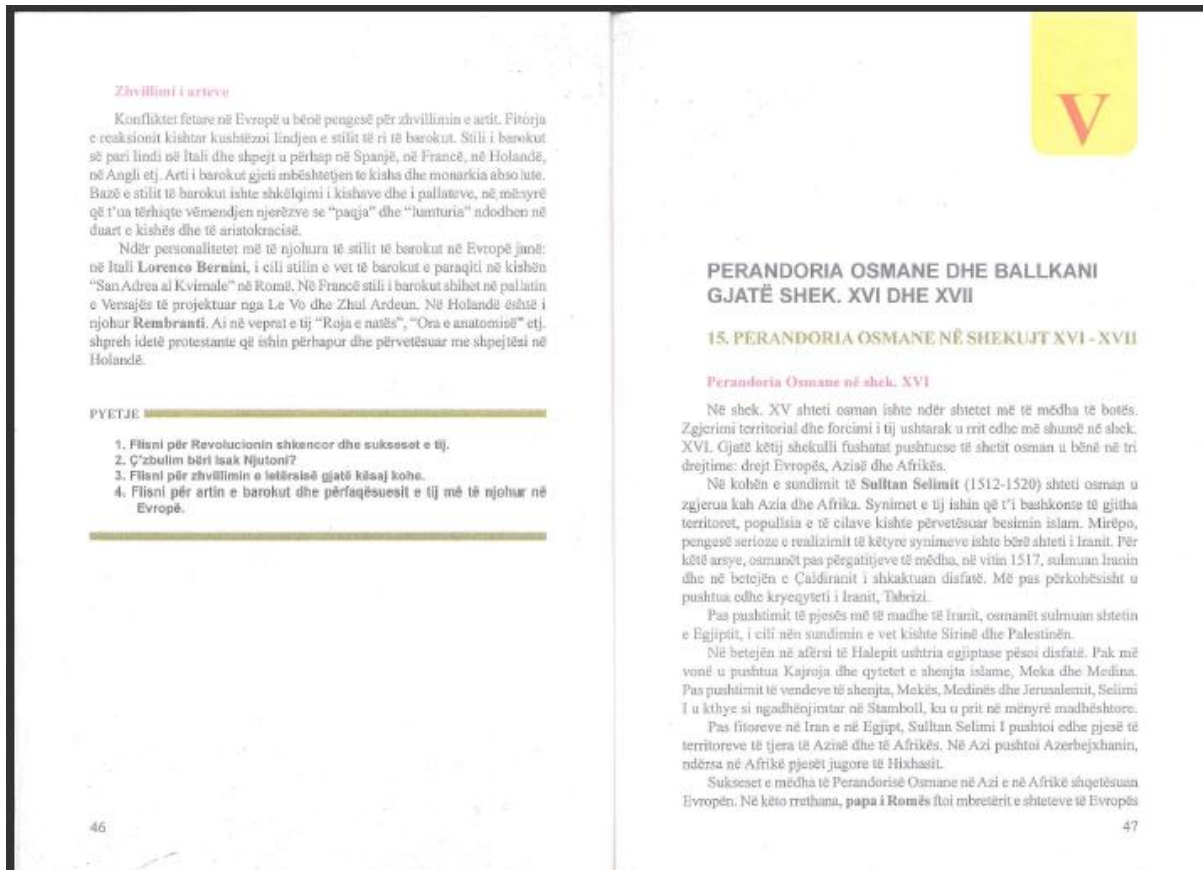 Zhvillimi i arteve
Konfliktet fetare në Evropë u bënë pengesë për zhvillimin e artit. Fitorja
e reaksionit kishtar kushtëzoi lindjen e stilit të ri të barokut. Stili i barokut
së pari lindi në Itali dhe shpejt u përhap në Spanjë, në Francë, në Holandë,
në Angli etj. Arti i barokut gjeti mbështetjen te kisha dhe monarkia abso lute.
Bazë e stilit të barokut ishte shkëlqimi i kishave dhe i pallateve, në mënyrë
që t'ua tërhiqte vëmendjen njerëzve se "paqja" dhe "lumturia" ndodhen në
duart e kishës dhe të aristokracisë.
Ndër personalitetet më të njohura të stilit të barokut në Evropë janë:
në Itali Lorenco Bernini, i cili stilin e vet të barokut e paraqiti në kishën
"San Adrea al Kvimale" në Romë. Në Francë stili i barokut shihet në pallatin
e Versajës të projektuar nga Le Vo dhe Zhul Ardeun. Në Holandë është i
njohur Rembranti. Ai në veprat e tij "Roja e natës", "Ora e anatomisë" etj.
shpreh idetë protestante që ishin përhapur dhe përvetësuar me shpejtësi në
Holandë.
PYETJE
1. Flisni për Revolucionin shkencor dhe sukseset e tij.
2. Ç'zbulim bëri Isak Njutoni?
3. Flisni për zhvillimin e letërsisë gjatë kësaj kohe.
4. Flisni për artin e barokut dhe përfaqësuesit e tij më të njohur në
Evropë.
46
V
PERANDORIA OSMANE DHE BALLKANI
GJATË SHEK. XVI DHE XVII
15. PERANDORIA OSMANE NË SHEKUJT XVI - XVII
Perandoria Osmane në shek. XVI
Në shek. XV shteti osman ishte ndër shtetet më të mëdha të botës.
Zgjerimi territorial dhe forcimi i tij ushtarak u rrit edhe më shumë në shek.
XVI. Gjatë këtij shekulli fushatat pushtuese të shetit osman u bënë në tri
drejtime: drejt Evropës, Azisë dhe Afrikës.
Në kohën e sundimit të Sulltan Selimit (1512-1520) shteti osman u
zgjerua kah Azia dhe Afrika. Synimet e tij ishin që t'i bashkonte të gjitha
territoret, popullsia e të cilave kishte përvetësuar besimin islam. Mirëpo,
pengesë serioze e realizimit të këtyre synimeve ishte bërë shteti i Iranit. Për
këtë arsye, osmanët pas përgatitjeve të mëdha, në vitin 1517, sulmuan Iranin
dhe në betejën e Çaldiranit i shkaktuan disfatë. Më pas përkohësisht u
pushtua edhe kryeqyteti i Iranit, Tabrizi.
Pas pushtimit të pjesës më të madhe të Iranit, osmanët sulmuan shtetin
e Egjiptit, i cili nën sundimin e vet kishte Sirinë dhe Palestinën.
Në betejën në afërsi të Halepit ushtria egjiptase pësoi disfatë. Pak më
vonë u pushtua Kajroja dhe qytetet e shenjta islame, Meka dhe Medina.
Pas pushtimit të vendeve të shenjta, Mekës, Medinës dhe Jerusalemit, Selimi
I u kthye si ngadhënjimtar në Stamboll, ku u prit në mënyrë madhështore.
Pas fitoreve në Iran e në Egjipt, Sulltan Selimi I pushtoi edhe pjesë të
territoreve të tjera të Azisë dhe të Afrikës. Në Azi pushtoi Azerbejxhanin,
ndërsa në Afrikë pjesët jugore të Hixhasit.
Sukseset e mëdha të Perandorisë Osmane në Azi e në Afrikë shqetësuan
Evropën. Në këto rrethana, papa i Romës ftoi mbretërit e shteteve të Evropës
47